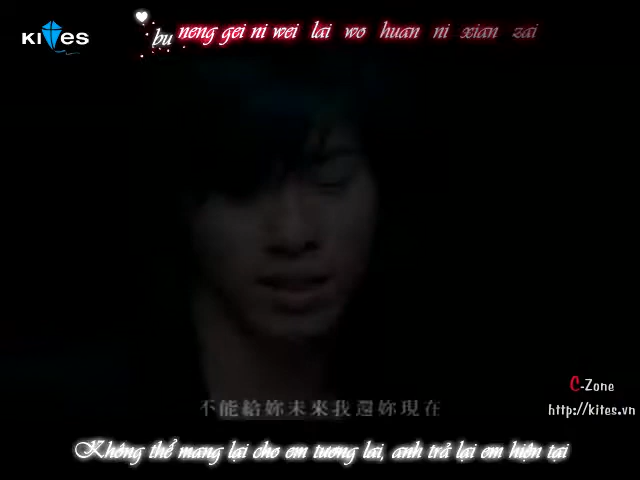 KITES
bu neng gei ni wei lai wo huan ni xian zai
C-Zone
http://kites.vn
不能給妳未來我還妳現在
Không thể mang lại cho em tương lai, anh trả lại em hiện tại